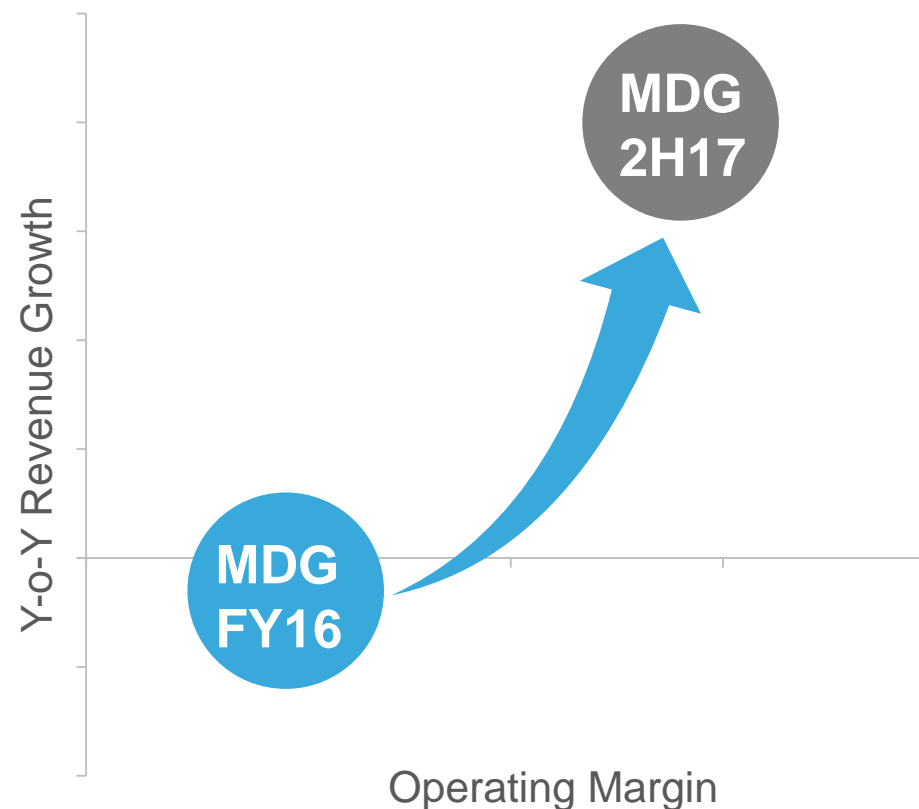 MDG
2H17
Y-o-Y Revenue Growth
MDG
FY16
Operating Margin